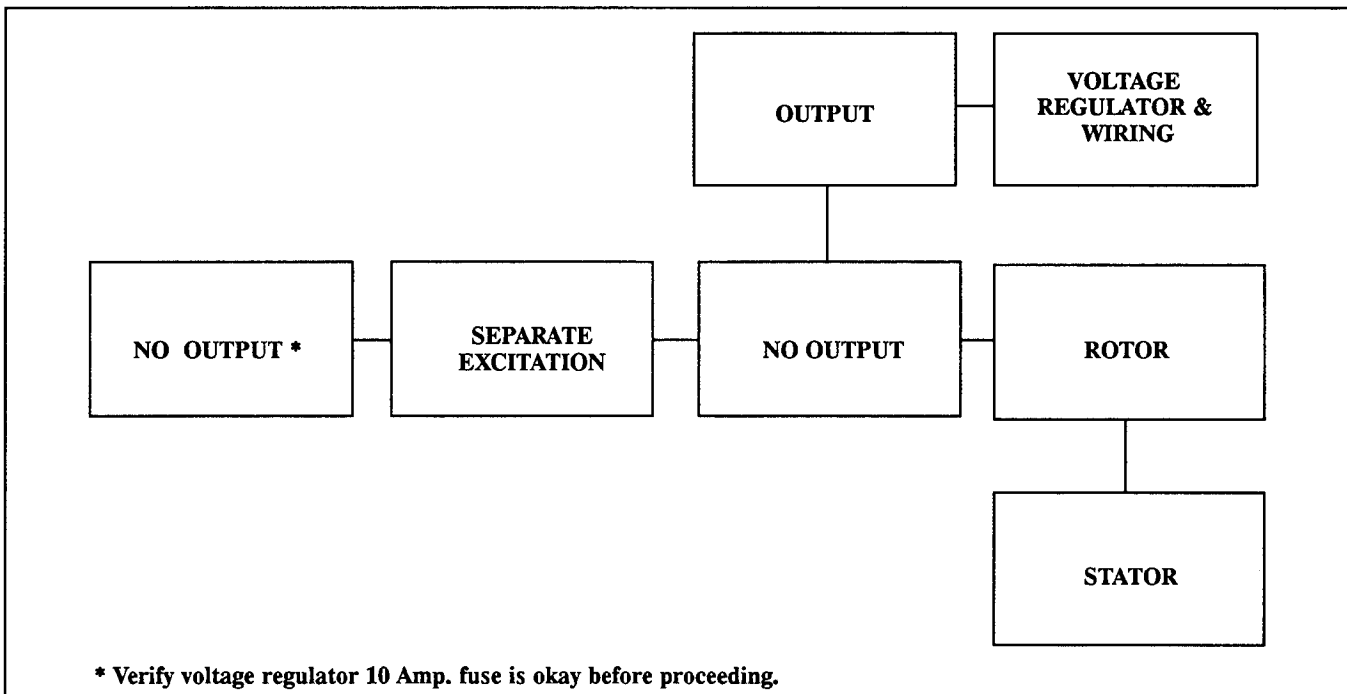 OUTPUT
VOLTAGE
REGULATOR &
WIRING
NO OUTPUT *
SEPARATE
EXCITATION
NO OUTPUT
ROTOR
STATOR
* Verify voltage regulator 10 Amp. fuse is okay before proceeding.